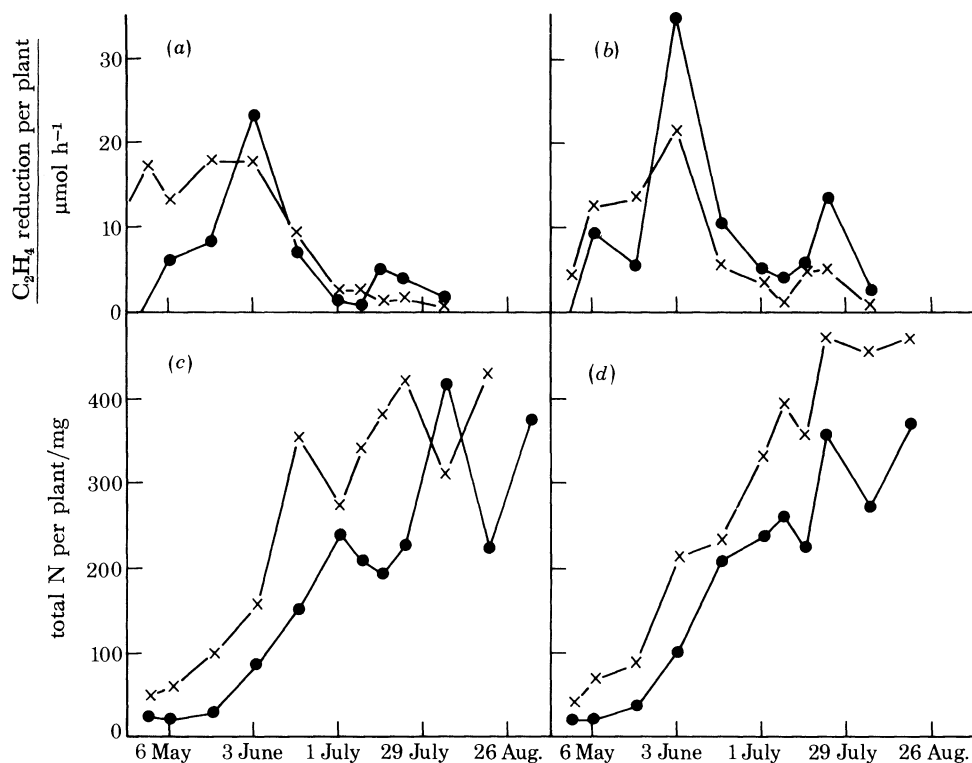 C₂H₄ reduction per plant
μmol h⁻¹
(a)
(b)
30
20
10
0
total N per plant/mg
(c)
(d)
400
300
200
100
0
6 May 3 June 1 July 29 July 26 Aug.
6 May 3 June 1 July 29 July 26 Aug.